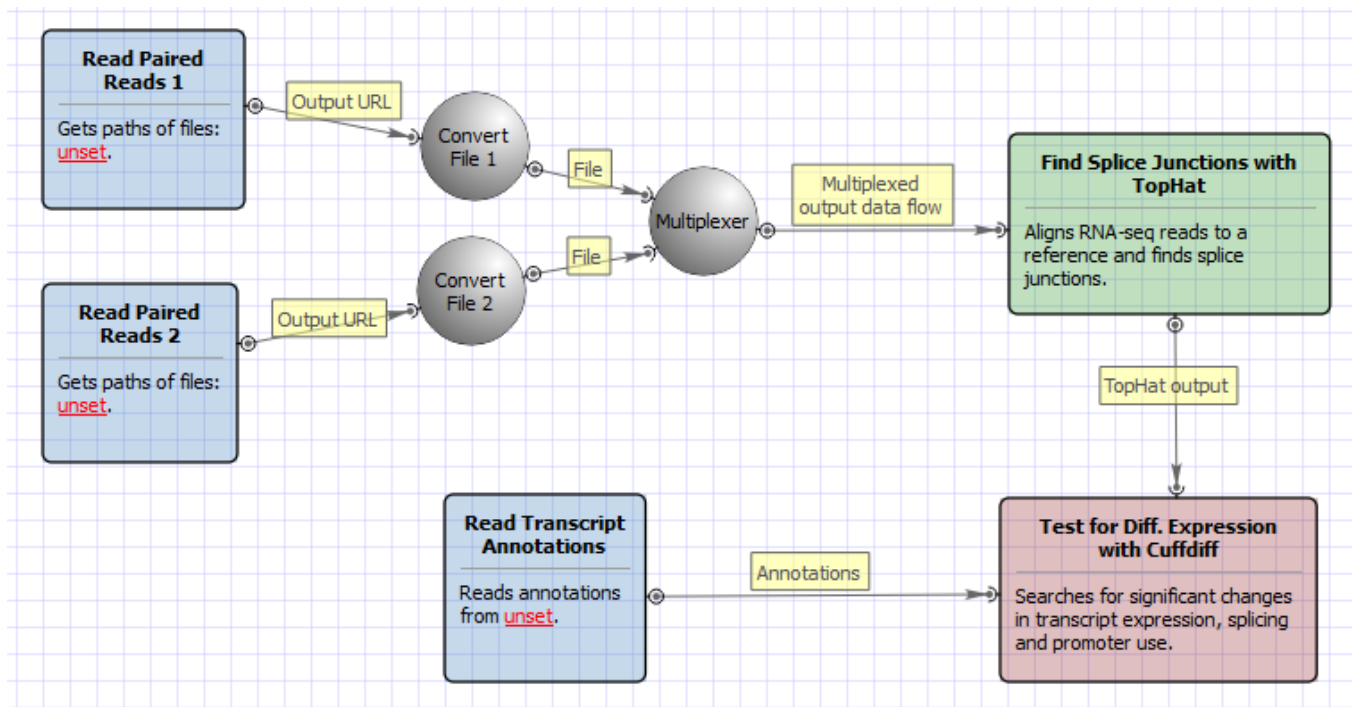 Read Paired
Reads 1
Gets paths of files:
unset.
Output URL
Convert
File 1
File
Multiplexer
Multiplexed
output data flow
Find Splice Junctions with
TopHat
Aligns RNA-seq reads to a
reference and finds splice
junctions.
Read Paired
Reads 2
Gets paths of files:
unset.
Output URL
Convert
File 2
File
TopHat output
Read Transcript
Annotations
Reads annotations
from unset.
Annotations
Test for Diff. Expression
with Cuffdiff
Searches for significant changes
in transcript expression, splicing
and promoter use.